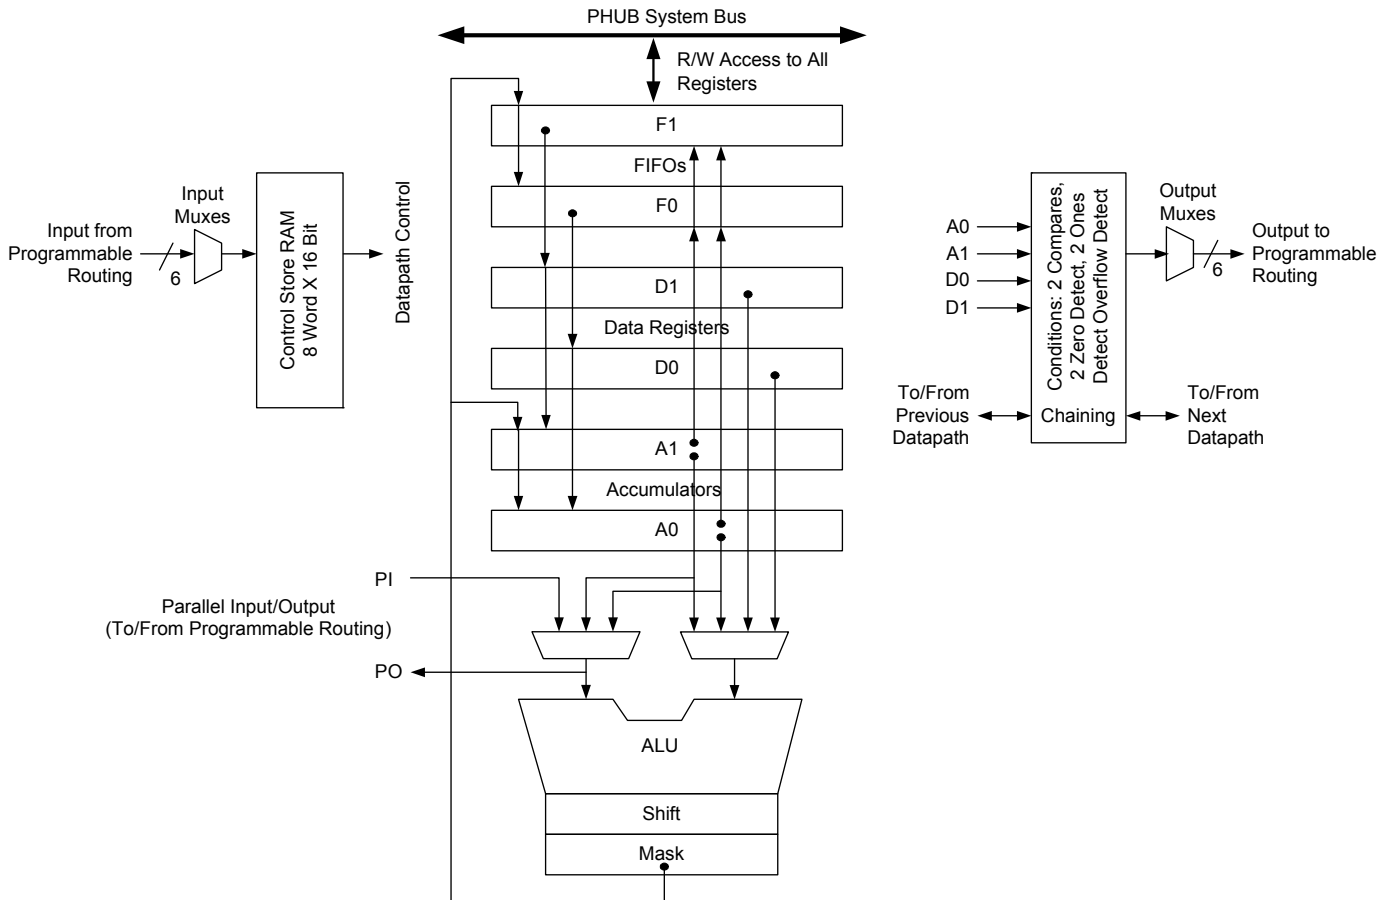 PHUB System Bus
R/W Access to All
Registers
F1
FIFOs
F0
D1
Data Registers
D0
A1
Accumulators
A0
Input from
Programmable
Routing
6
Input
Muxes
Control Store RAM
8 Word X 16 Bit
Datapath Control
A0
A1
D0
D1
Conditions: 2 Compares,
2 Zero Detect, 2 Ones
Detect Overflow Detect
Chaining
Output
Muxes
6
Output to
Programmable
Routing
To/From
Previous
Datapath
To/From
Next
Datapath
PI
Parallel Input/Output
(To/From Programmable Routing)
PO
ALU
Shift
Mask